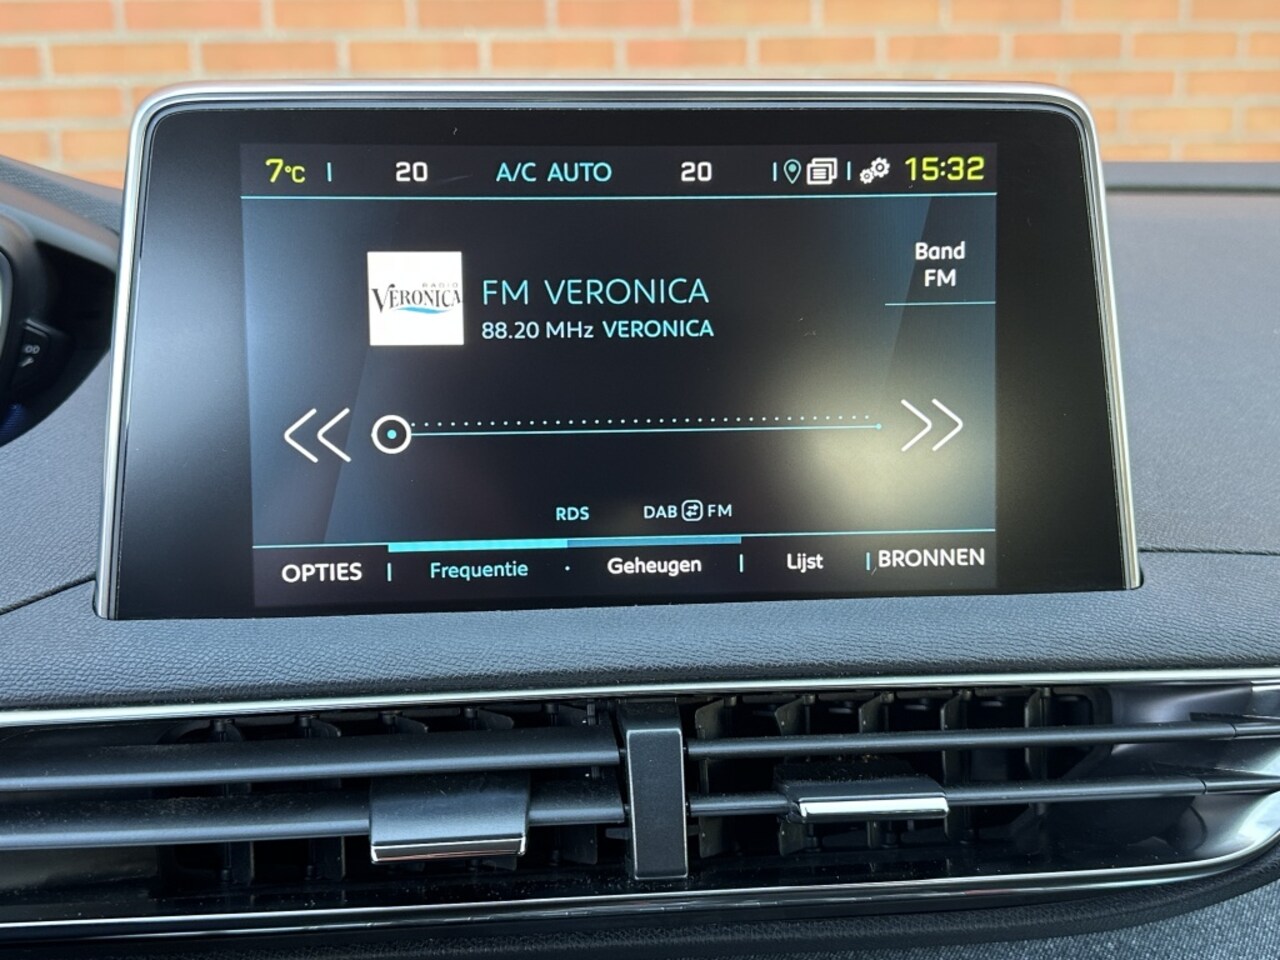 7°C | 20 A/C AUTO 20 | | 15:32
Band
FM
RADIO
VERONICA
FM VERONICA
88.20 MHz VERONICA
RDS DAB FM
OPTIES | Frequentie · Geheugen | Lijst | BRONNEN